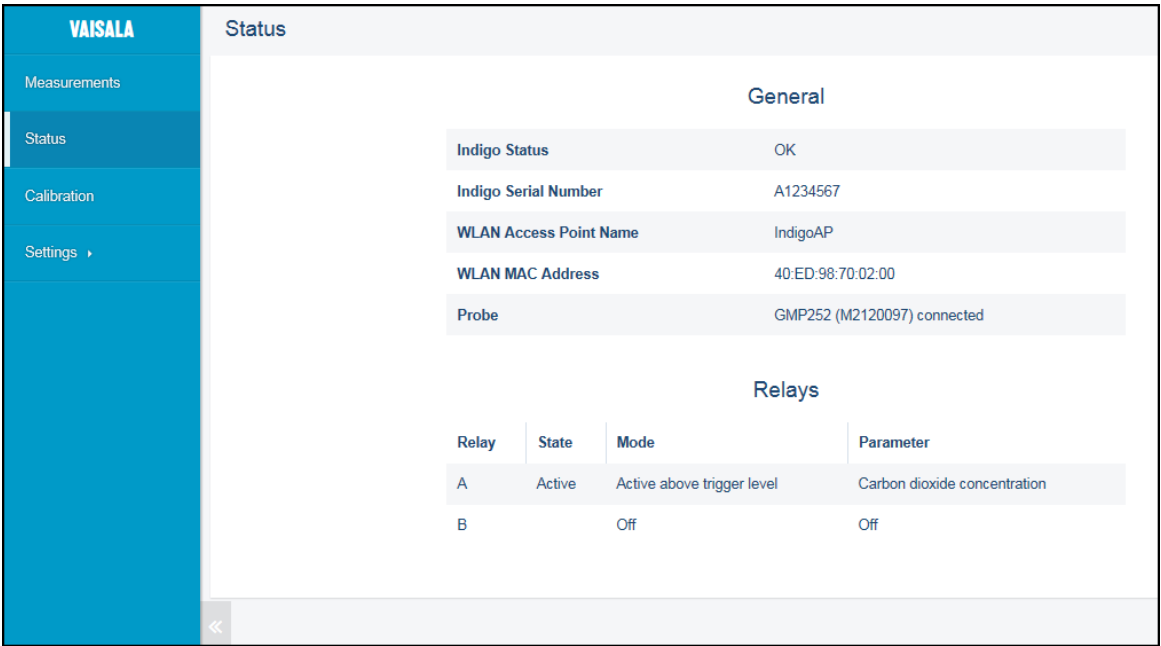 VAISALA
Status
Measurements
Status
Calibration
Settings
General
Indigo Status OK
Indigo Serial Number A1234567
WLAN Access Point Name IndigoAP
WLAN MAC Address 40:ED:98:70:02:00
Probe GMP252 (M2120097) connected
Relays
Relay State Mode Parameter
A Active Active above trigger level Carbon dioxide concentration
B Off Off